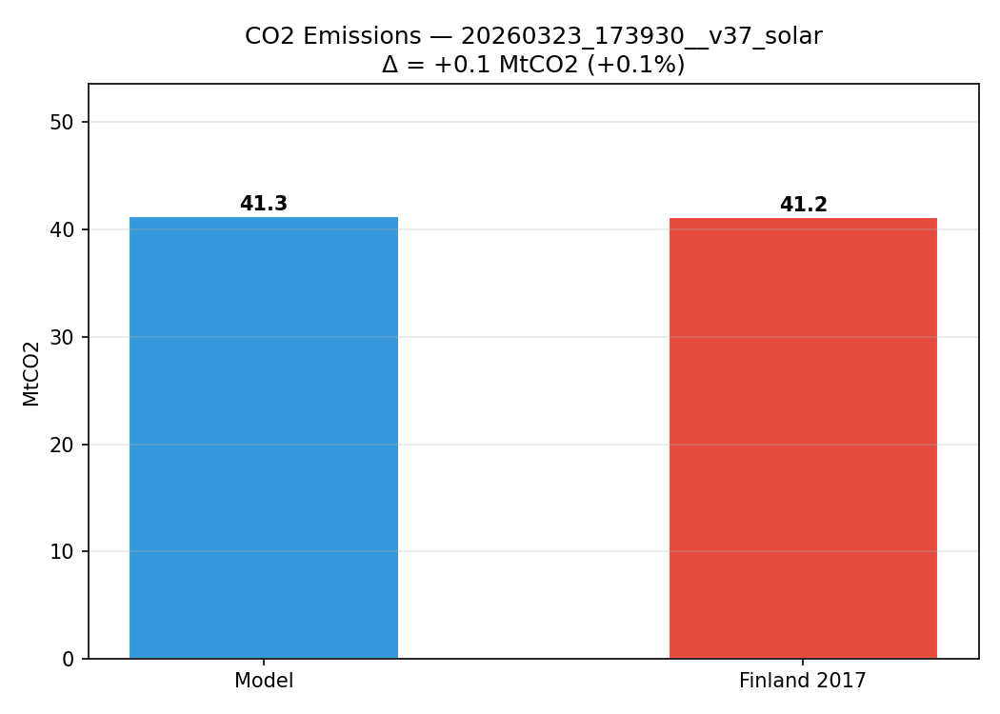 CO2 Emissions — 20260323_173930__v37_solar
Δ = +0.1 MtCO2 (+0.1%)
MtCO2
50
40
30
20
10
0
41.3
41.2
Model
Finland 2017